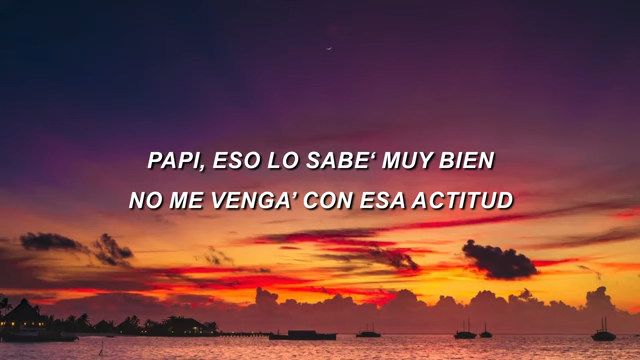 PAPI, ESO LO SABE‘ MUY BIEN
NO ME VENGA’ CON ESA ACTITUD